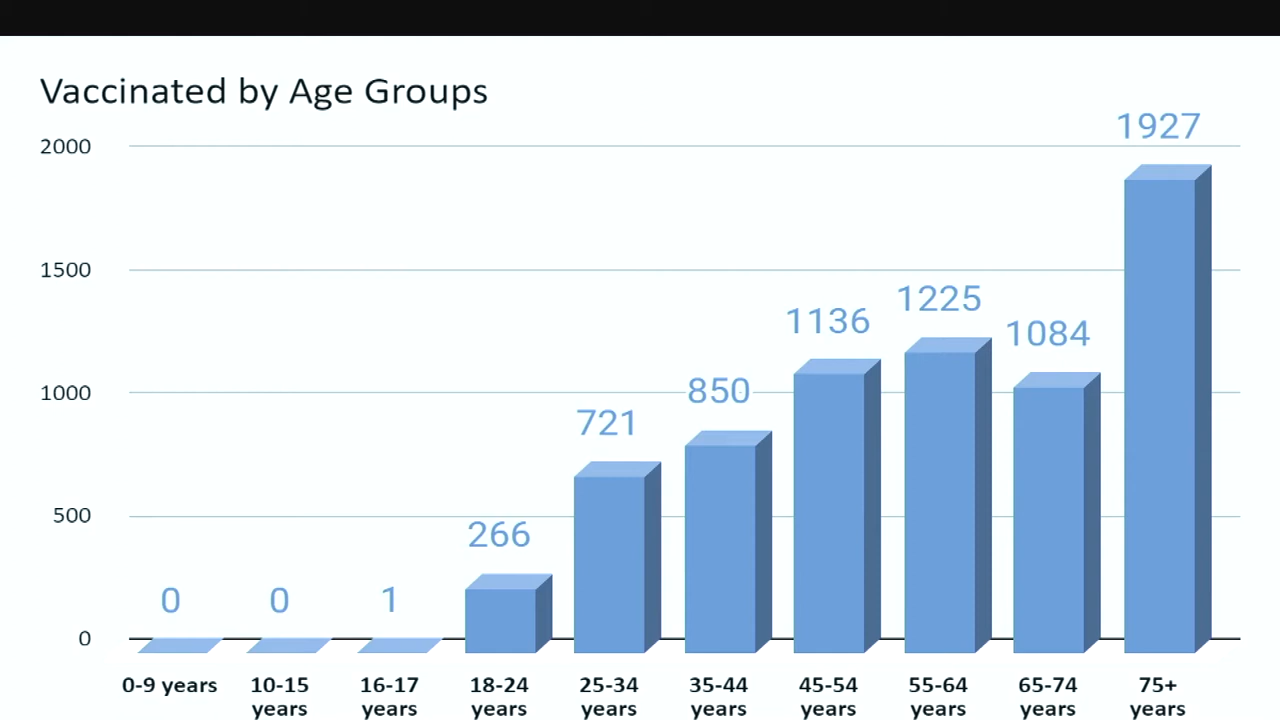 Vaccinated by Age Groups
1927
2000
1500
1225
1136
1084
1000
850
721
500
266
0
0
1
0
0-9 years
10-15
years
16-17
years
18-24
years
25-34
years
35-44
years
45-54
years
55-64
years
65-74
years
75+
years